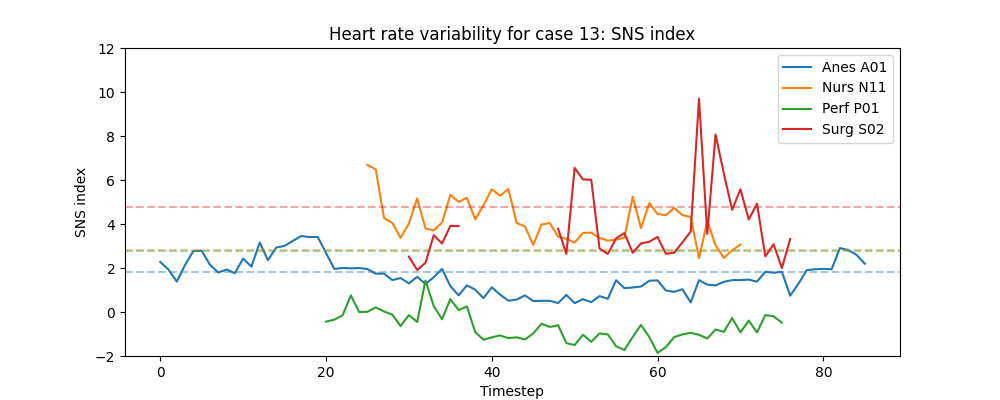 Heart rate variability for case 13: SNS index
12
10
8
6
4
2
0
−2
SNS index
Anes A01
Nurs N11
Perf P01
Surg S02
0
20
40
60
80
Timestep